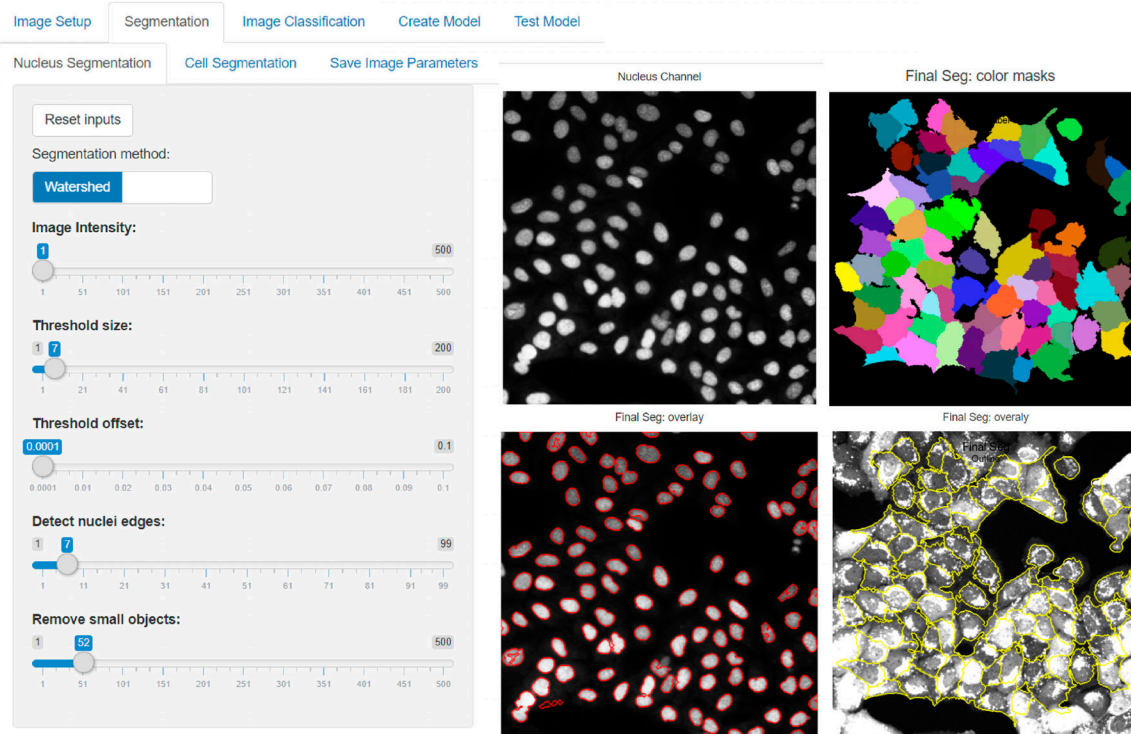 Image Setup Segmentation Image Classification Create Model Test Model
Nucleus Segmentation Cell Segmentation Save Image Parameters
Reset inputs
Segmentation method:
Watershed
Image Intensity:
1 500
1 51 101 151 201 251 301 351 401 451 500
Threshold size:
1 7 200
1 21 41 61 81 101 121 141 161 181 200
Threshold offset:
0.0001 0.1
0.0001 0.01 0.02 0.03 0.04 0.05 0.06 0.07 0.08 0.09 0.1
Detect nuclei edges:
1 7 99
1 11 21 31 41 51 61 71 81 91 99
Remove small objects:
1 52 500
1 51 101 151 201 251 301 351 401 451 500
Nucleus Channel
Final Seg: color masks
Final Seg: overlay
Final Seg: overaly
Final Seg